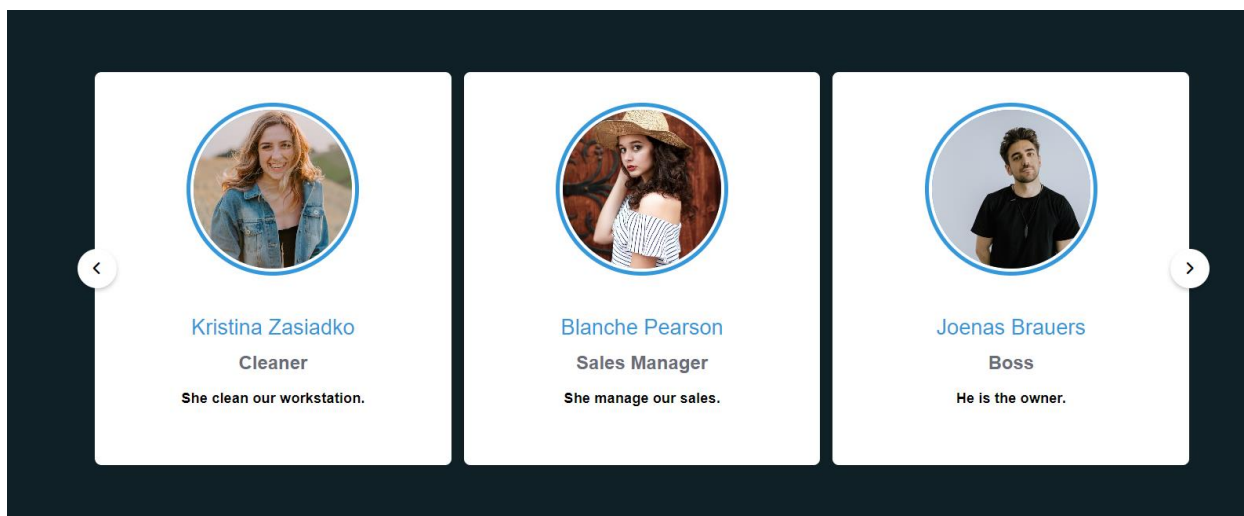 Kristina Zasiadko
Cleaner
She clean our workstation.
Blanche Pearson
Sales Manager
She manage our sales.
Joenas Brauers
Boss
He is the owner.